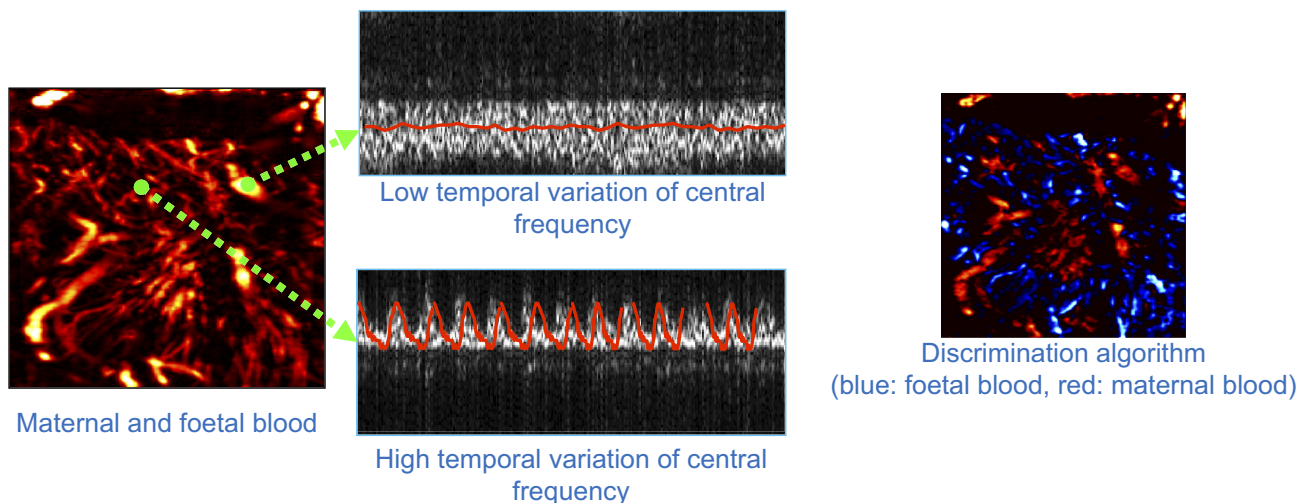 Maternal and foetal blood
Low temporal variation of central
frequency
High temporal variation of central
frequency
Discrimination algorithm
(blue: foetal blood, red: maternal blood)